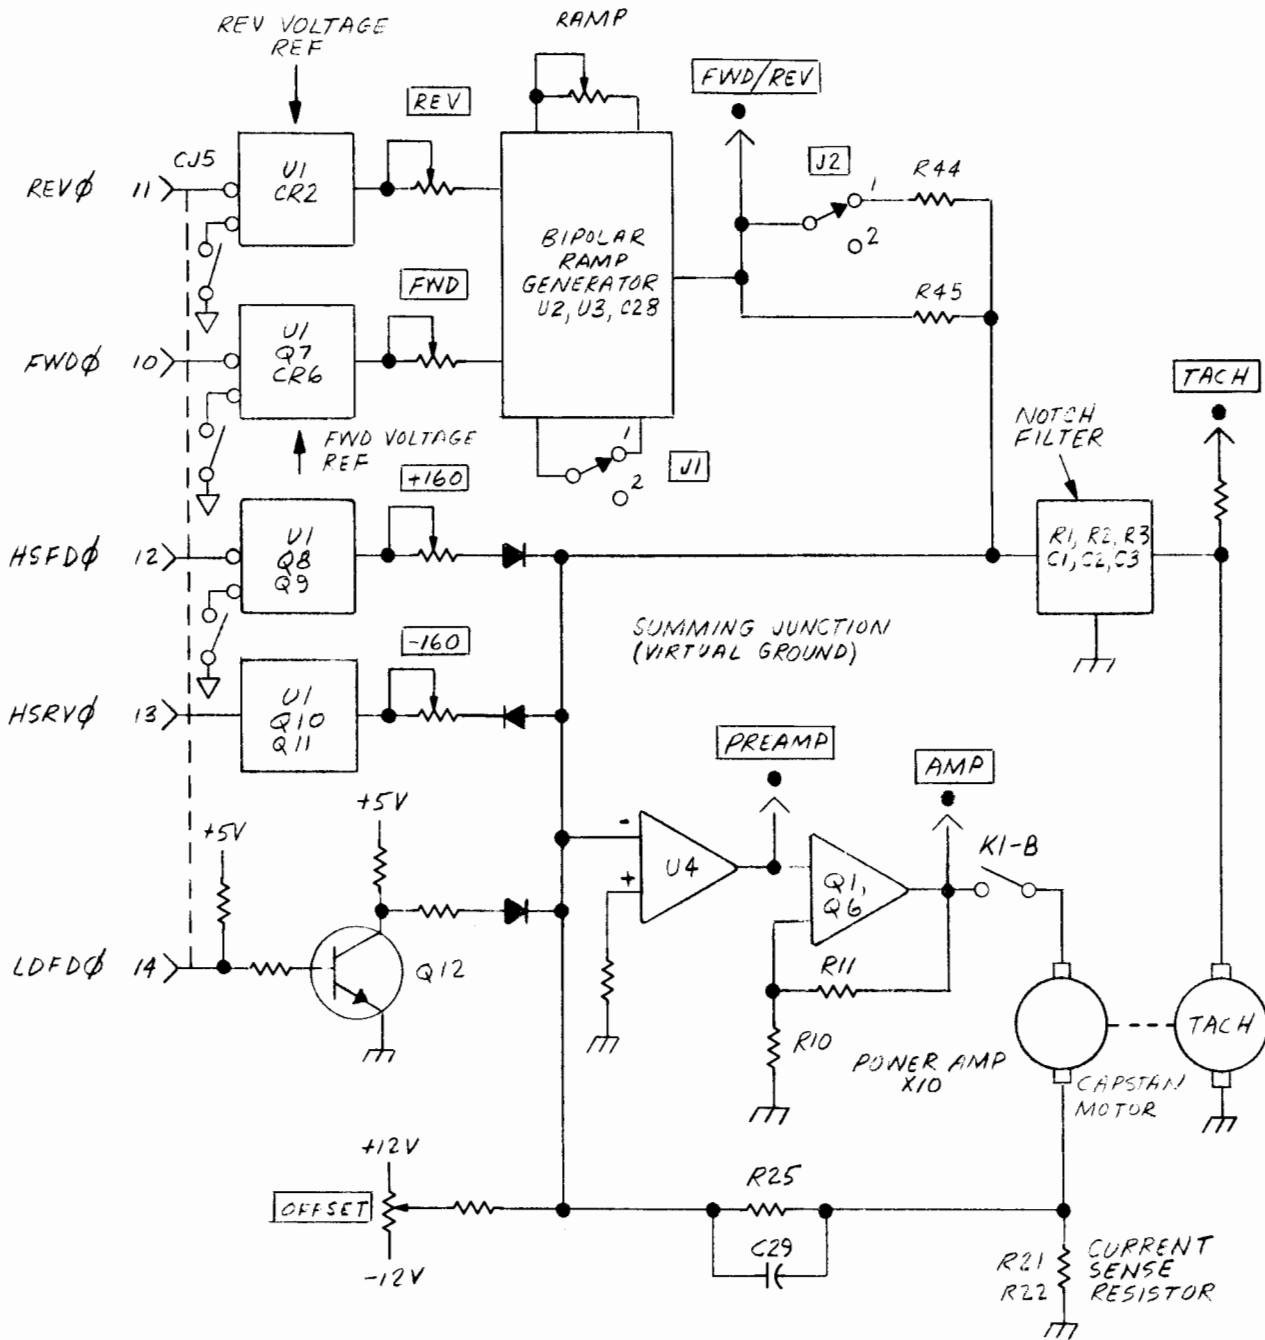 REV VOLTAGE
REF
RAMP
REV
FWD/REV
CJ5
REVØ 11
U1
CR2
J2
1
2
R44
BIPOLAR
RAMP
GENERATOR
U2, U3, C28
FWD
R45
FWDØ 10
U1
Q7
CR6
TACH
FWD VOLTAGE
REF
1
2
J1
NOTCH
FILTER
+160
HSFDØ 12
U1
Q8
Q9
R1, R2, R3
C1, C2, C3
SUMMING JUNCTION
(VIRTUAL GROUND)
-160
HSRVØ 13
U1
Q10
Q11
PREAMP
AMP
+5V
+5V
-
+
U4
Q1,
Q6
K1-B
LDFDØ 14
Q12
R11
R10
TACH
POWER AMP
X10
CAPSTAN
MOTOR
+12V
OFFSET
-12V
R25
C29
R21
R22
CURRENT
SENSE
RESISTOR